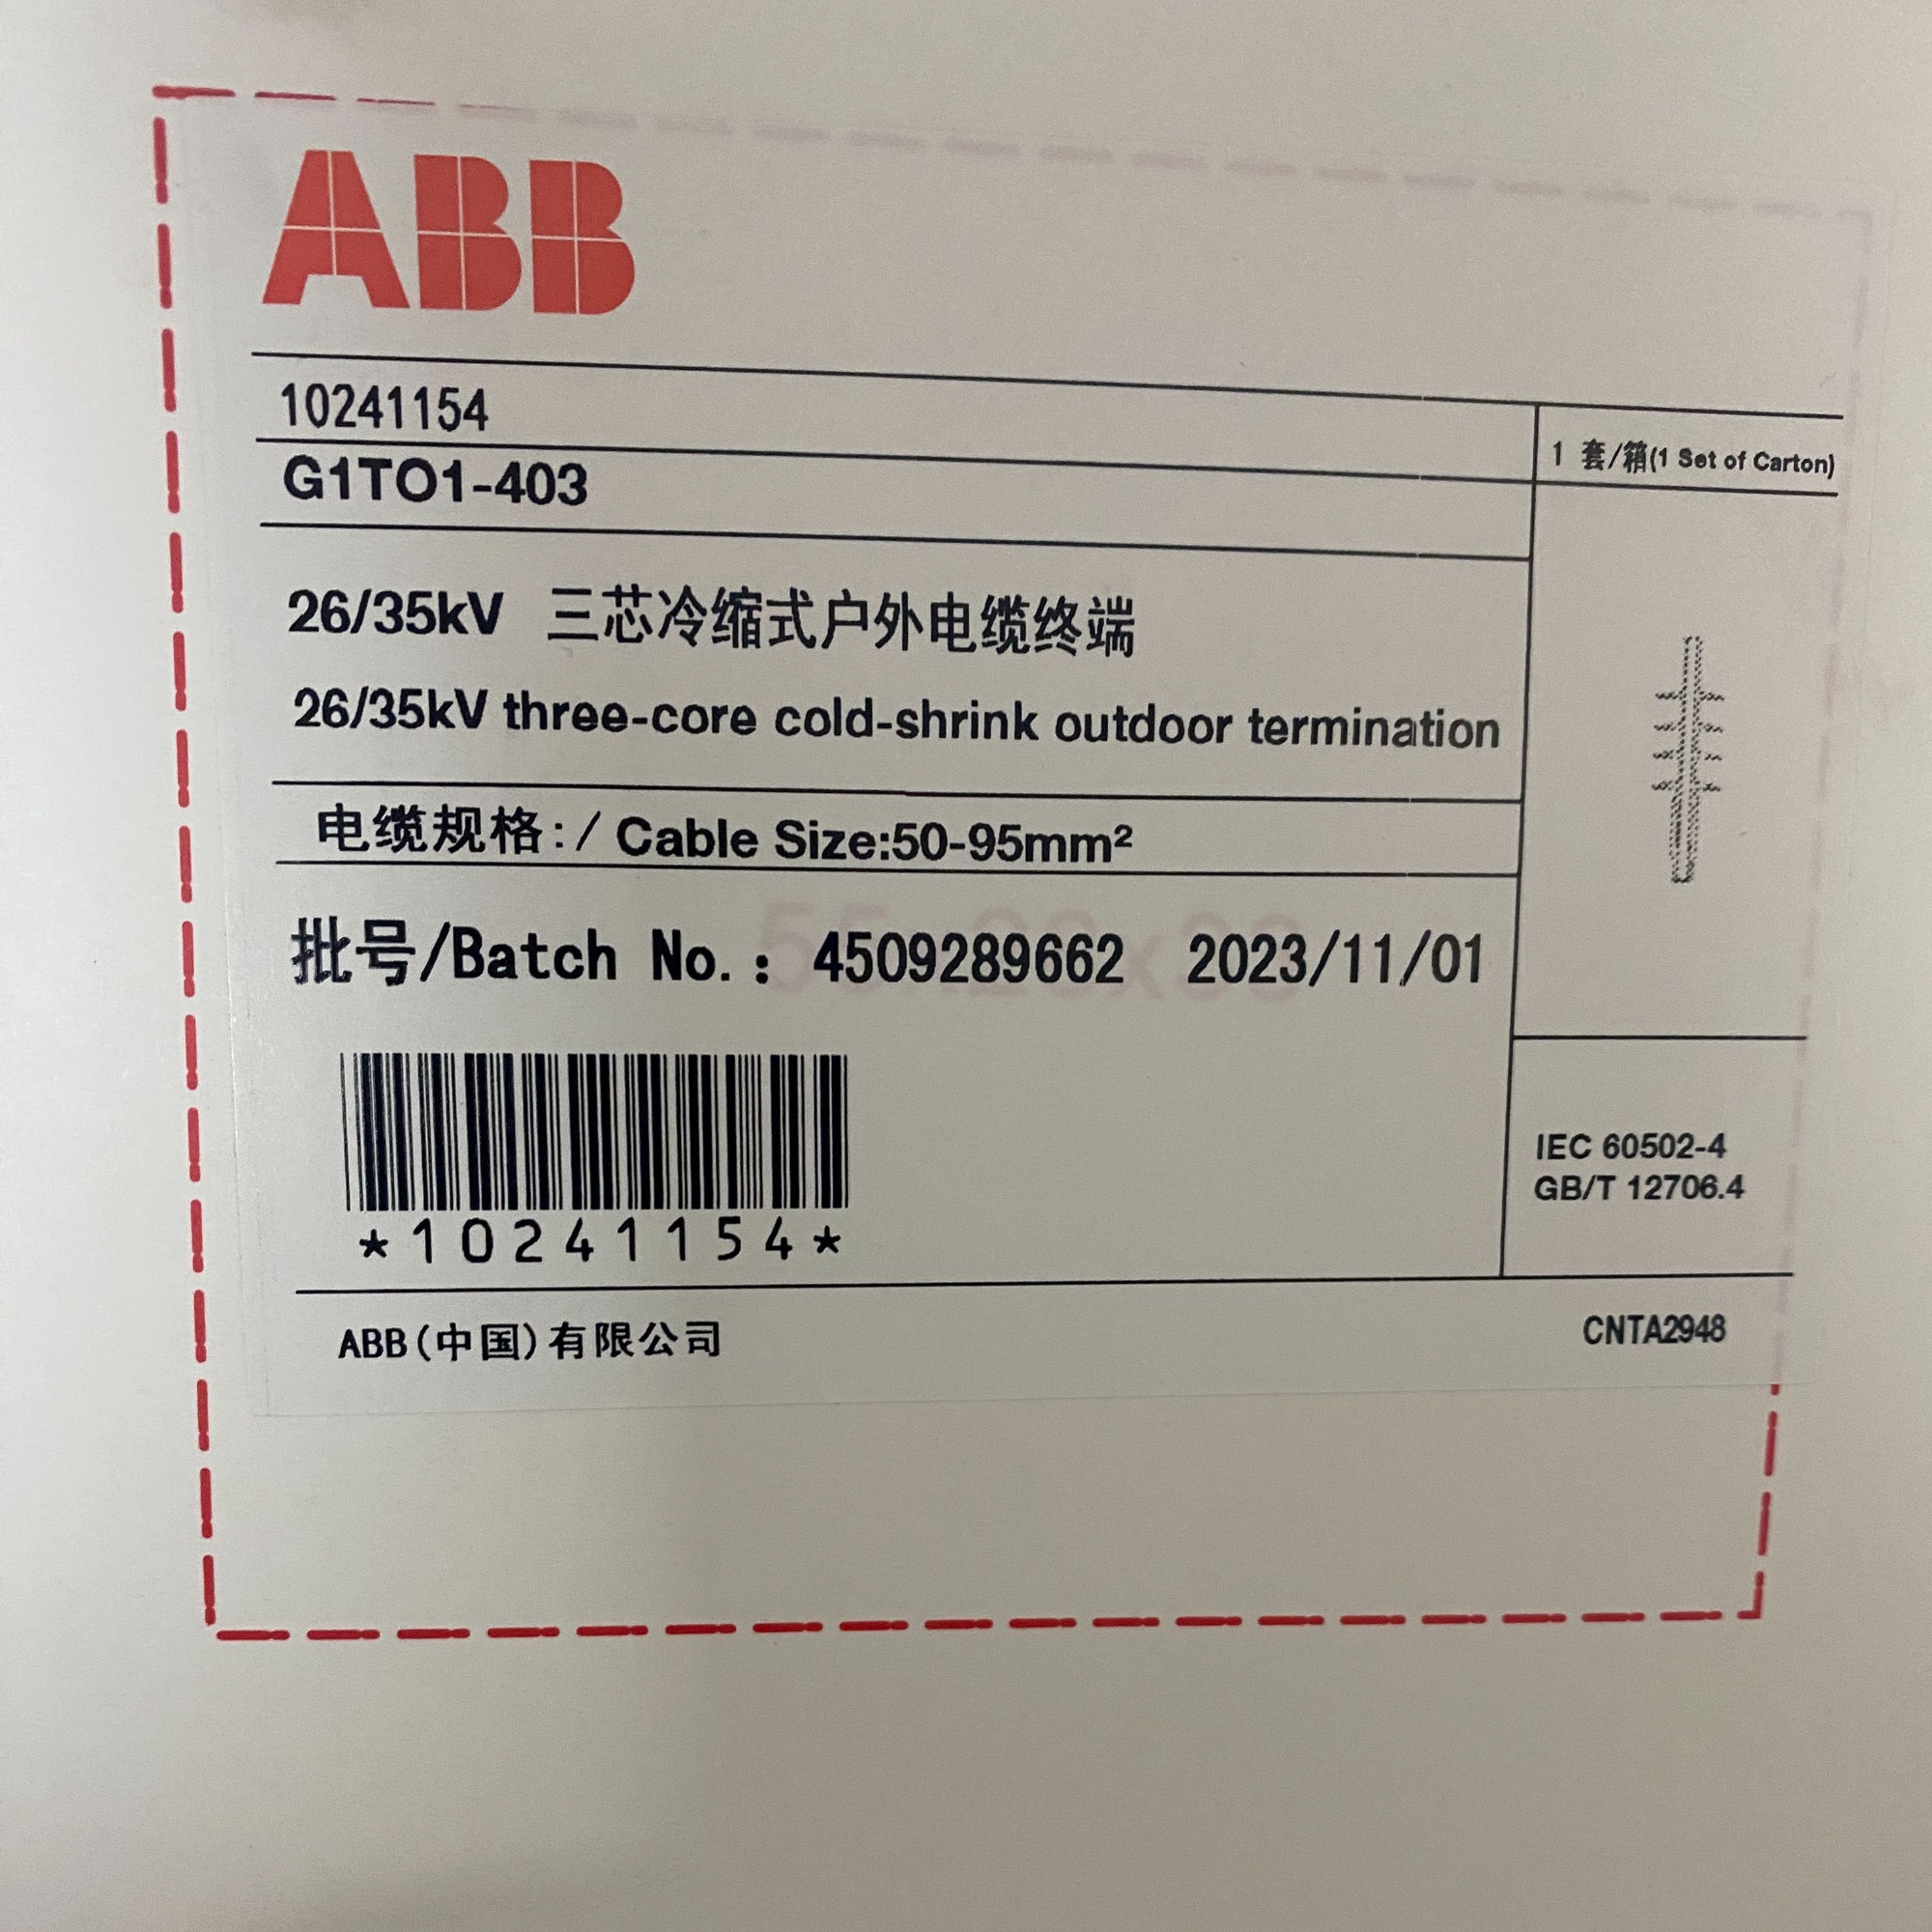 ABB
10241154
1 套/箱(1 Set of Carton)
G1TO1-403
26/35kV 三芯冷缩式户外电缆终端
26/35kV three-core cold-shrink outdoor termination
电缆规格:/ Cable Size:50-95mm²
批号/Batch No.: 4509289662 2023/11/01
*10241154*
IEC 60502-4
GB/T 12706.4
ABB(中国)有限公司
CNTA2948